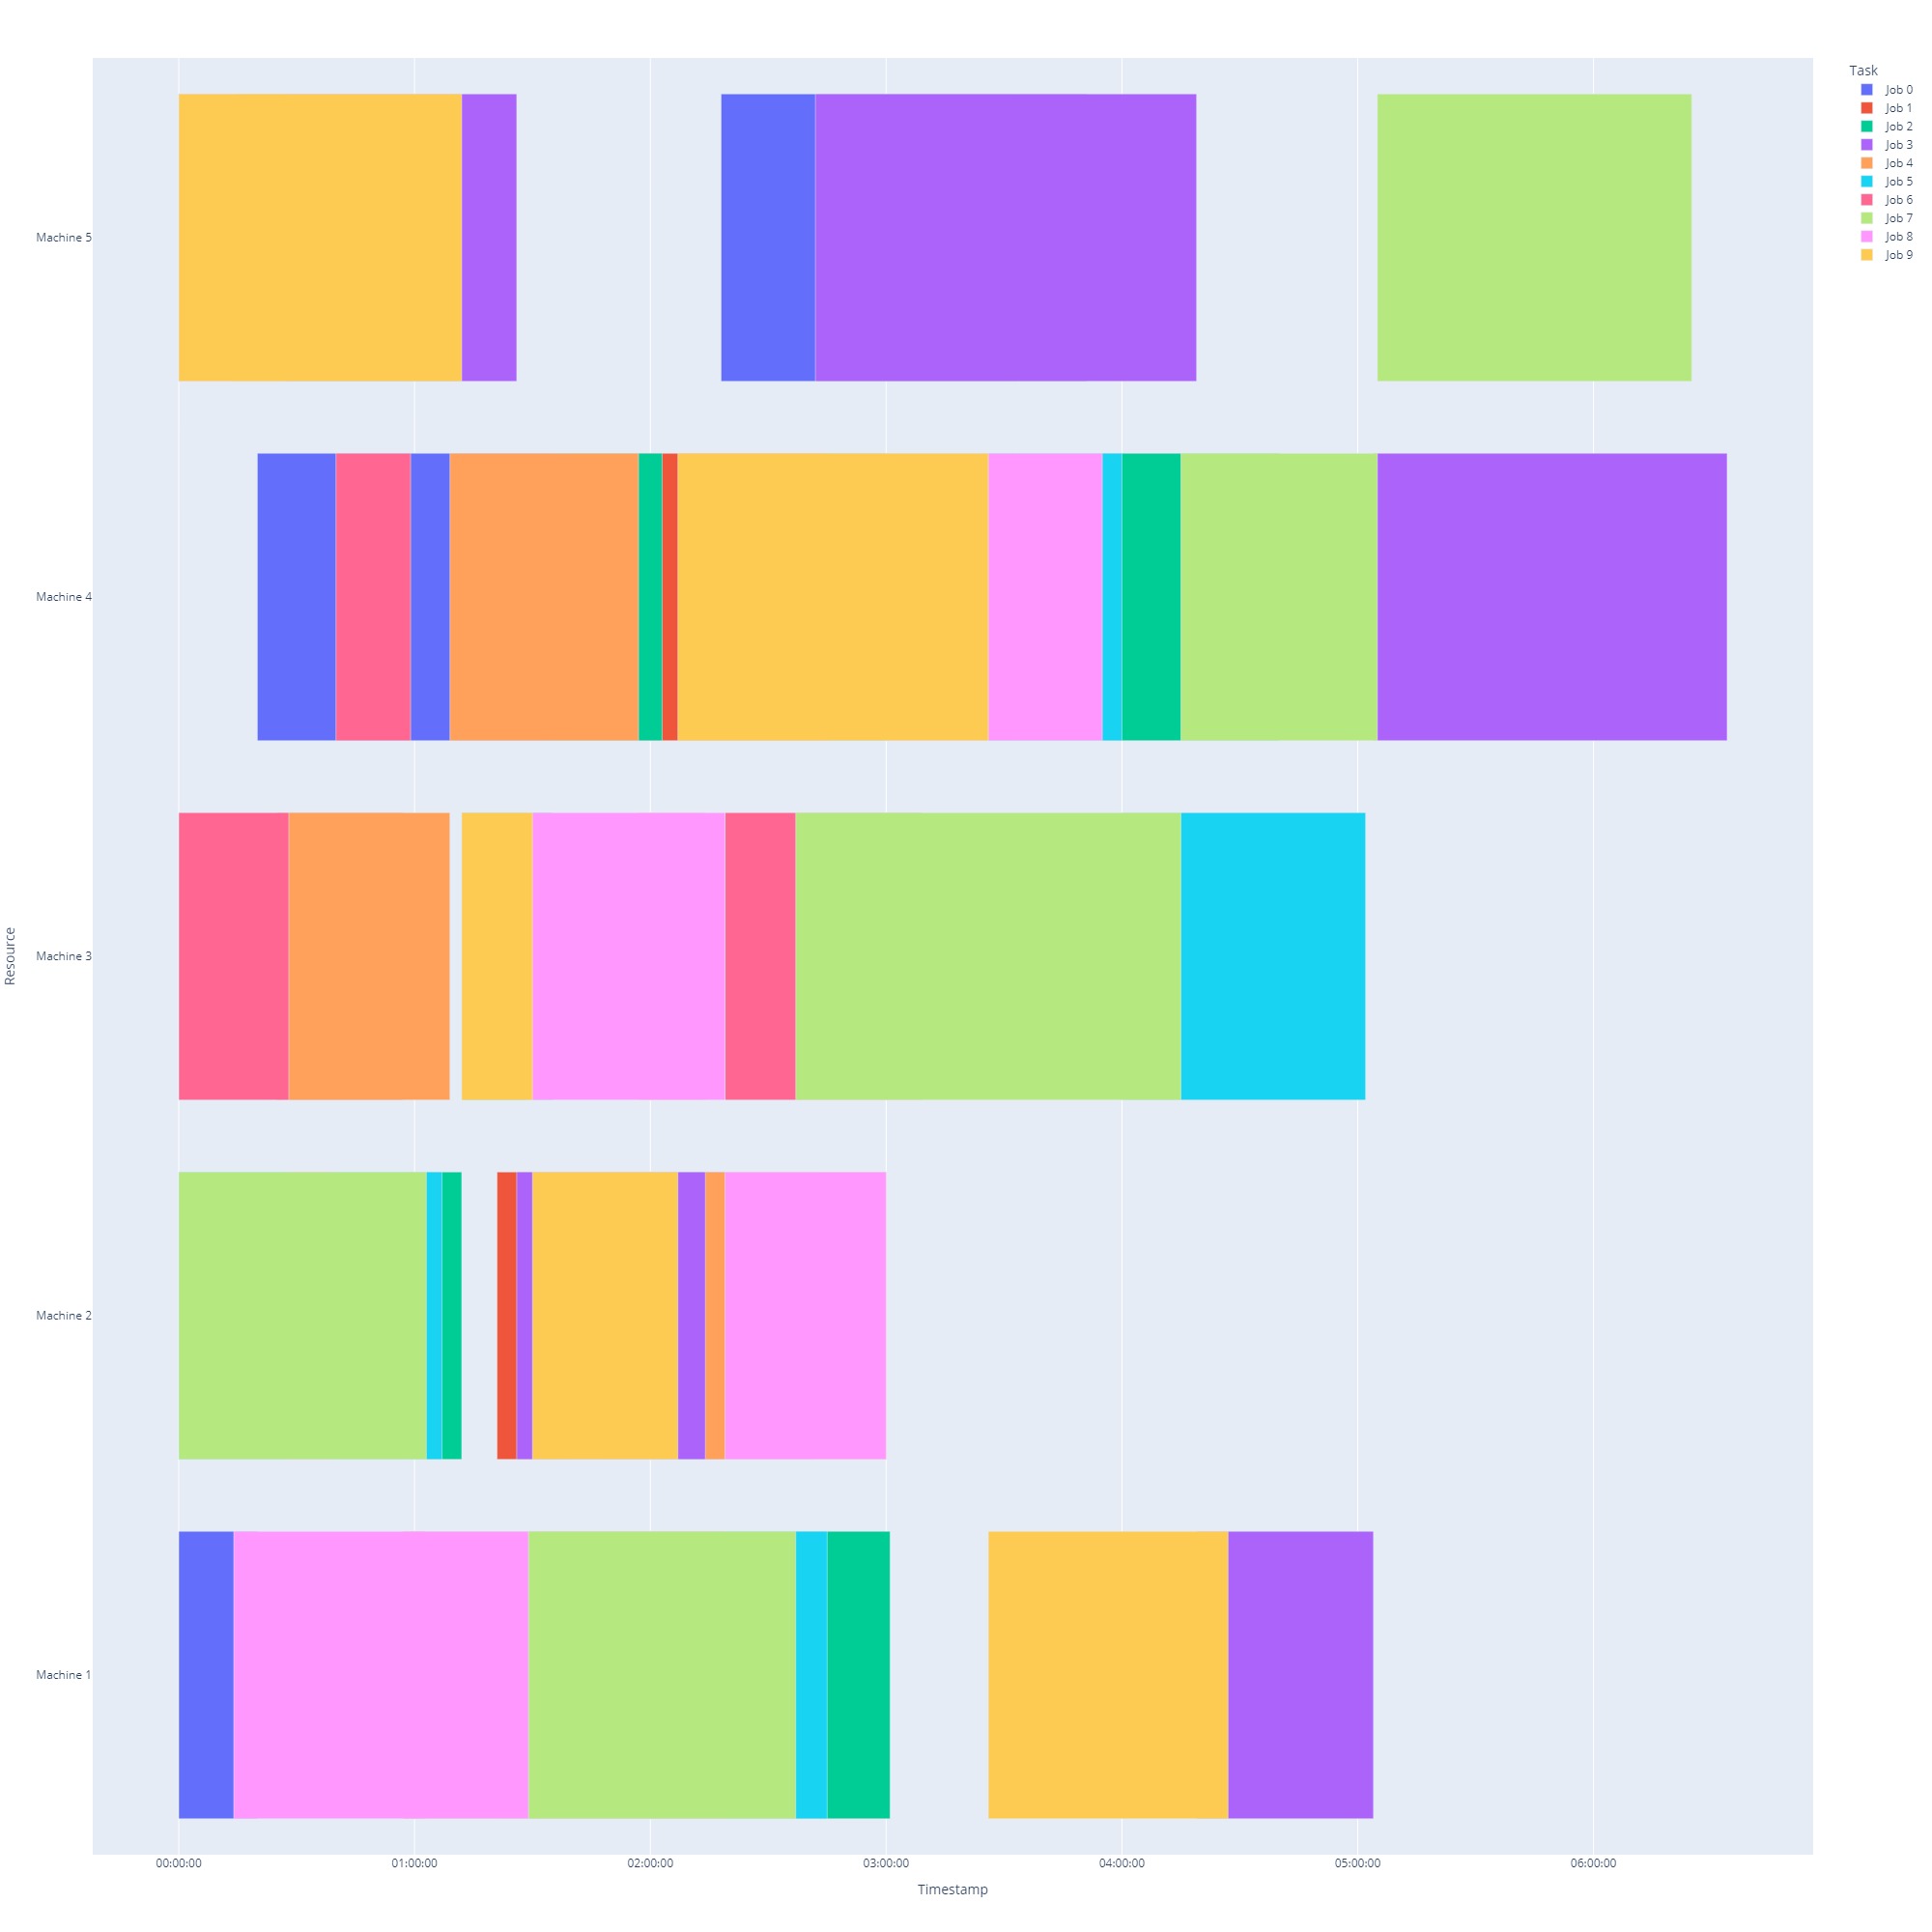 Task
Job 0
Job 1
Job 2
Job 3
Job 4
Job 5
Job 6
Job 7
Job 8
Job 9
Machine 5
Machine 4
Machine 3
Machine 2
Machine 1
Resource
00:00:00 01:00:00 02:00:00 03:00:00 04:00:00 05:00:00 06:00:00
Timestamp